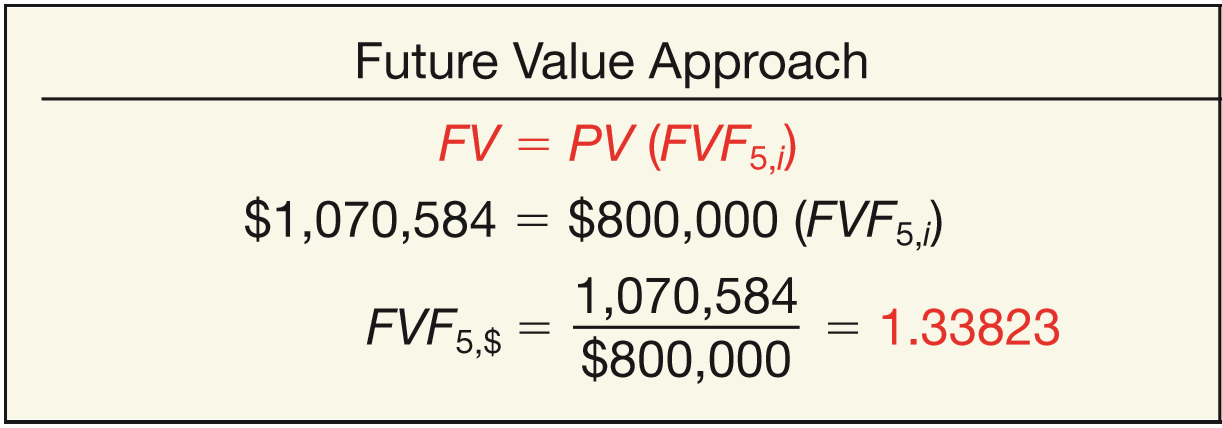 Future Value Approach
FV = PV (FVF5,i)
$1,070,584 = $800,000 (FVF5,i)
FVF5,$ = 1,070,584 / $800,000 = 1.33823